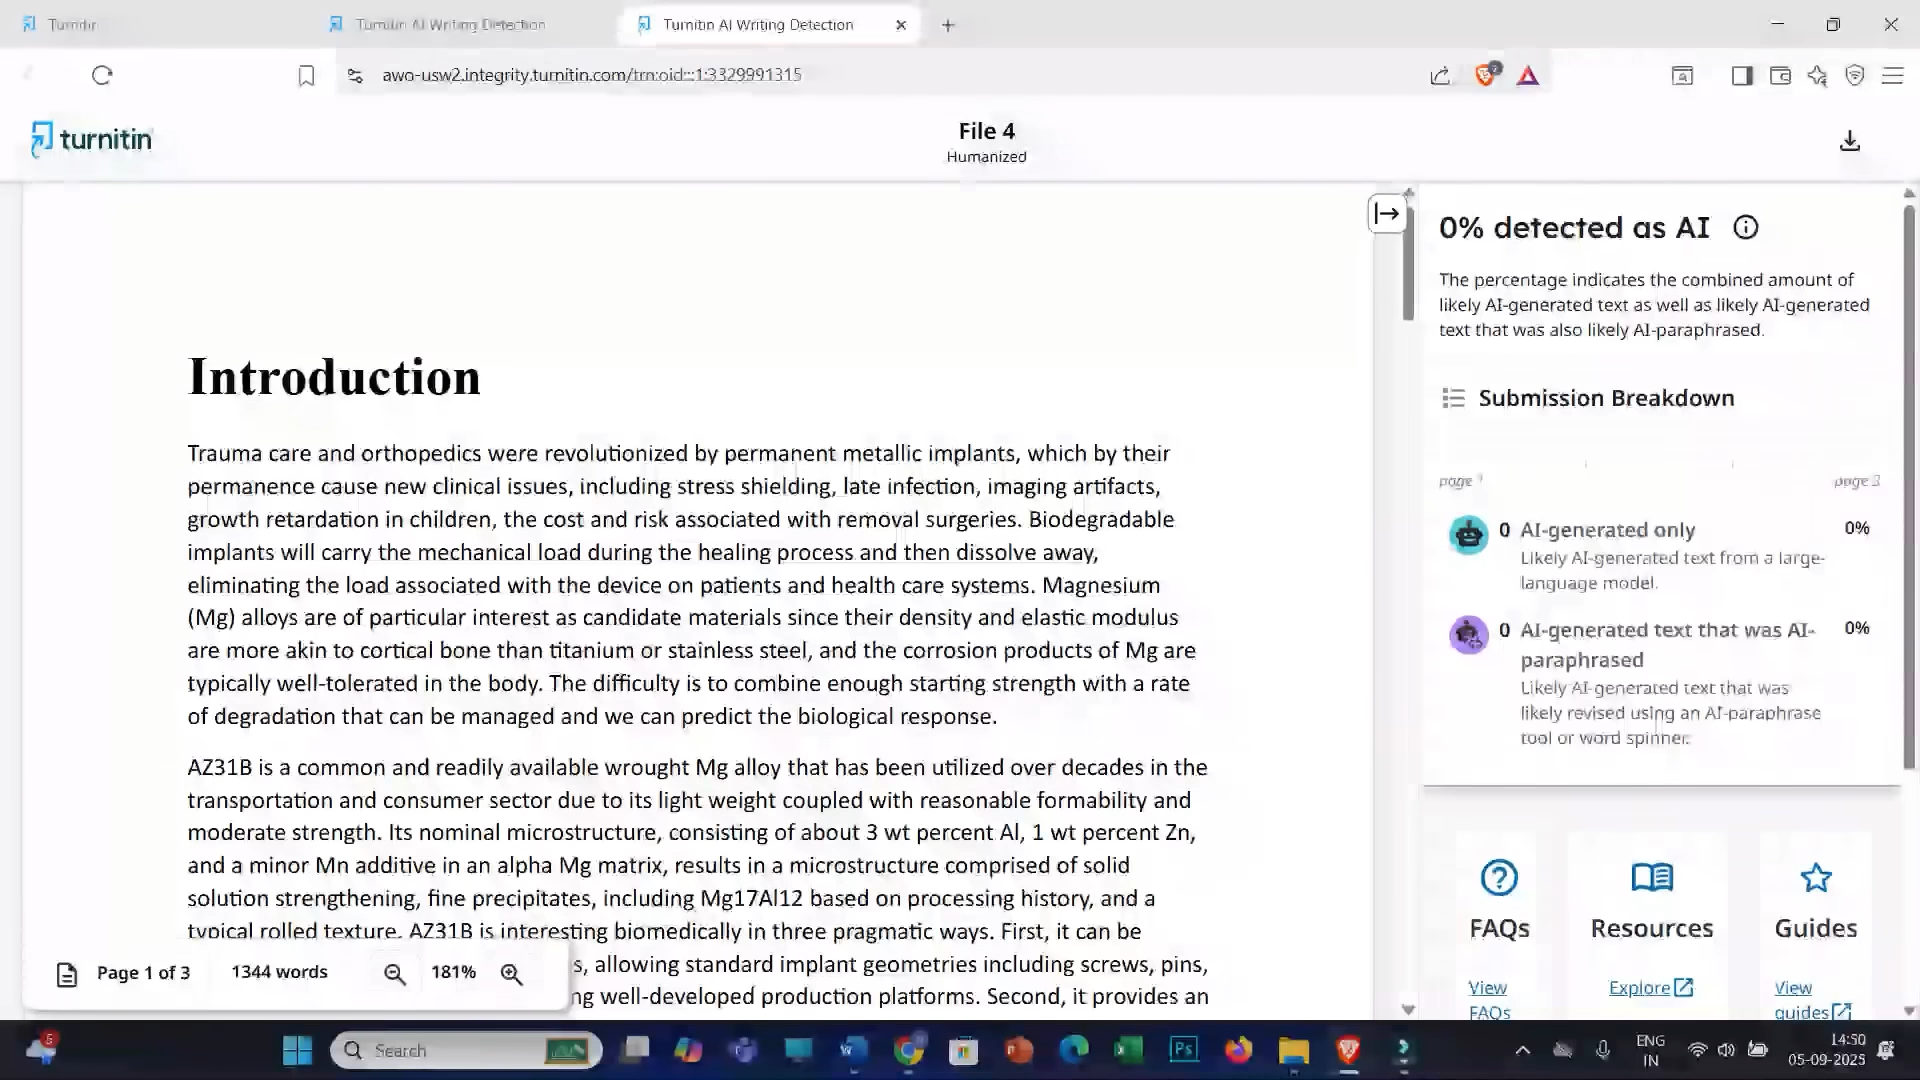 Turnitin
Turnitin AI Writing Detection
Turnitin AI Writing Detection
awo-usw2.integrity.turnitin.com/trn:oid:::1:3329991315
turnitin
File 4
Humanized
Introduction
Trauma care and orthopedics were revolutionized by permanent metallic implants, which by their
permanence cause new clinical issues, including stress shielding, late infection, imaging artifacts,
growth retardation in children, the cost and risk associated with removal surgeries. Biodegradable
implants will carry the mechanical load during the healing process and then dissolve away,
eliminating the load associated with the device on patients and health care systems. Magnesium
(Mg) alloys are of particular interest as candidate materials since their density and elastic modulus
are more akin to cortical bone than titanium or stainless steel, and the corrosion products of Mg are
typically well-tolerated in the body. The difficulty is to combine enough starting strength with a rate
of degradation that can be managed and we can predict the biological response.
AZ31B is a common and readily available wrought Mg alloy that has been utilized over decades in the
transportation and consumer sector due to its light weight coupled with reasonable formability and
moderate strength. Its nominal microstructure, consisting of about 3 wt percent Al, 1 wt percent Zn,
and a minor Mn additive in an alpha Mg matrix, results in a microstructure comprised of solid
solution strengthening, fine precipitates, including Mg17Al12 based on processing history, and a
typical rolled texture. AZ31B is interesting biomedically in three pragmatic ways. First, it can be
s, allowing standard implant geometries including screws, pins,
ng well-developed production platforms. Second, it provides an
Page 1 of 3
1344 words
181%
0% detected as AI
The percentage indicates the combined amount of
likely AI-generated text as well as likely AI-generated
text that was also likely AI-paraphrased.
Submission Breakdown
page 1
page 3
0 AI-generated only 0%
Likely AI-generated text from a large-
language model.
0 AI-generated text that was AI- 0%
paraphrased
Likely AI-generated text that was
likely revised using an AI-paraphrase
tool or word spinner.
FAQs
Resources
Guides
View
FAQs
Explore
View
guides
5
Search
Ps
ENG
IN
14:50
05-09-2025